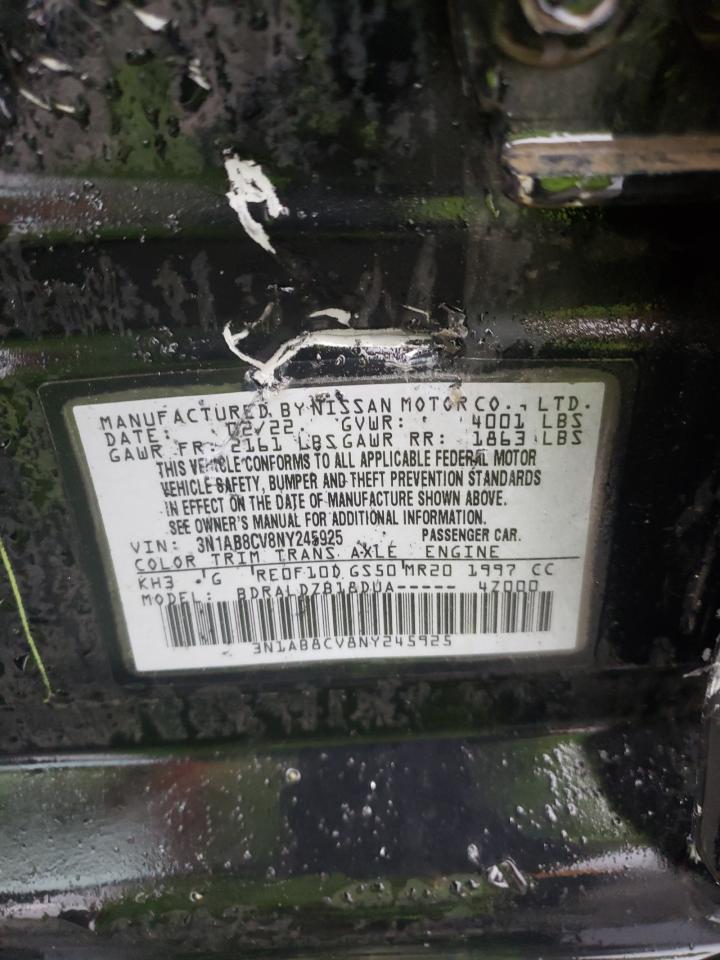 MANUFACTURED BY NISSAN MOTOR CO., LTD.
DATE: 02/22 GVWR: 4001 LBS
GAWR FR: 2161 LBS GAWR RR: 1863 LBS
THIS VEHICLE CONFORMS TO ALL APPLICABLE FEDERAL MOTOR
VEHICLE SAFETY, BUMPER AND THEFT PREVENTION STANDARDS
IN EFFECT ON THE DATE OF MANUFACTURE SHOWN ABOVE.
SEE OWNER'S MANUAL FOR ADDITIONAL INFORMATION.
VIN: 3N1AB8CV8NY245925 PASSENGER CAR.
COLOR TRIM TRANS AXLE ENGINE
KH3 G RE0F10D GS50 MR20 1997 CC
MODEL: BDRALDZB18DUA----- 4Z000
3N1AB8CV8NY245925